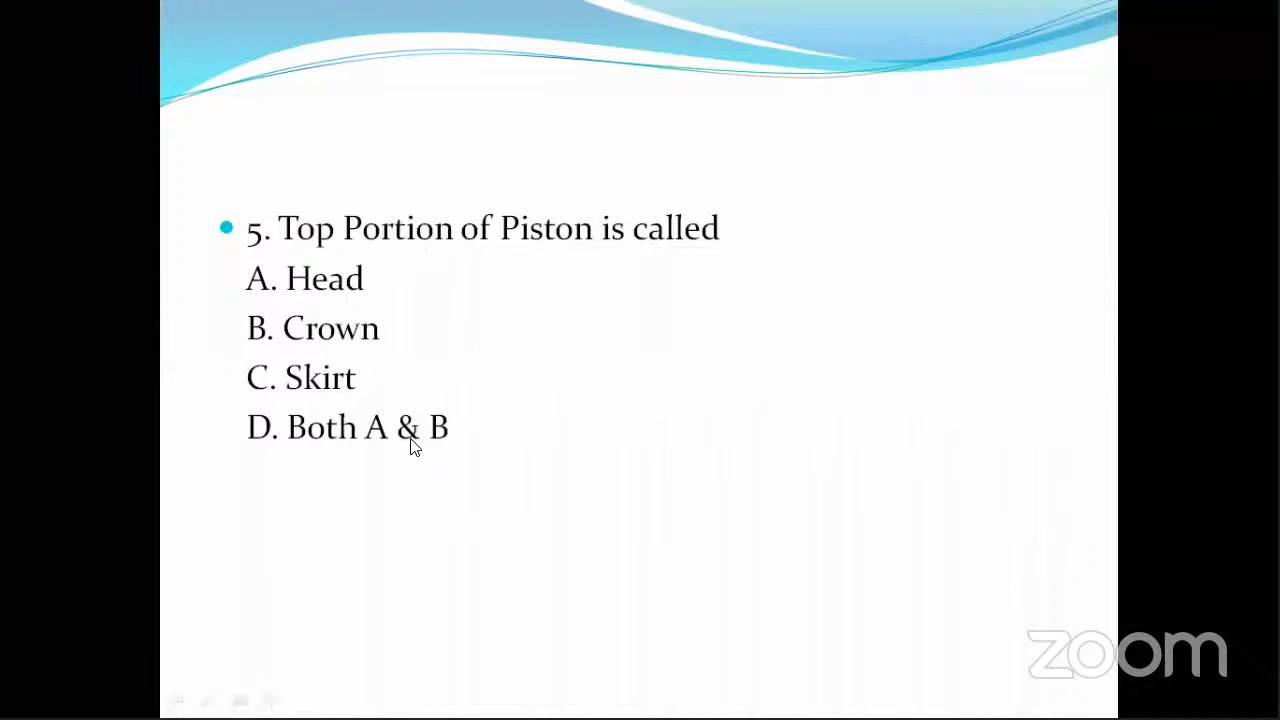 5. Top Portion of Piston is called
A. Head
B. Crown
C. Skirt
D. Both A & B
zoom